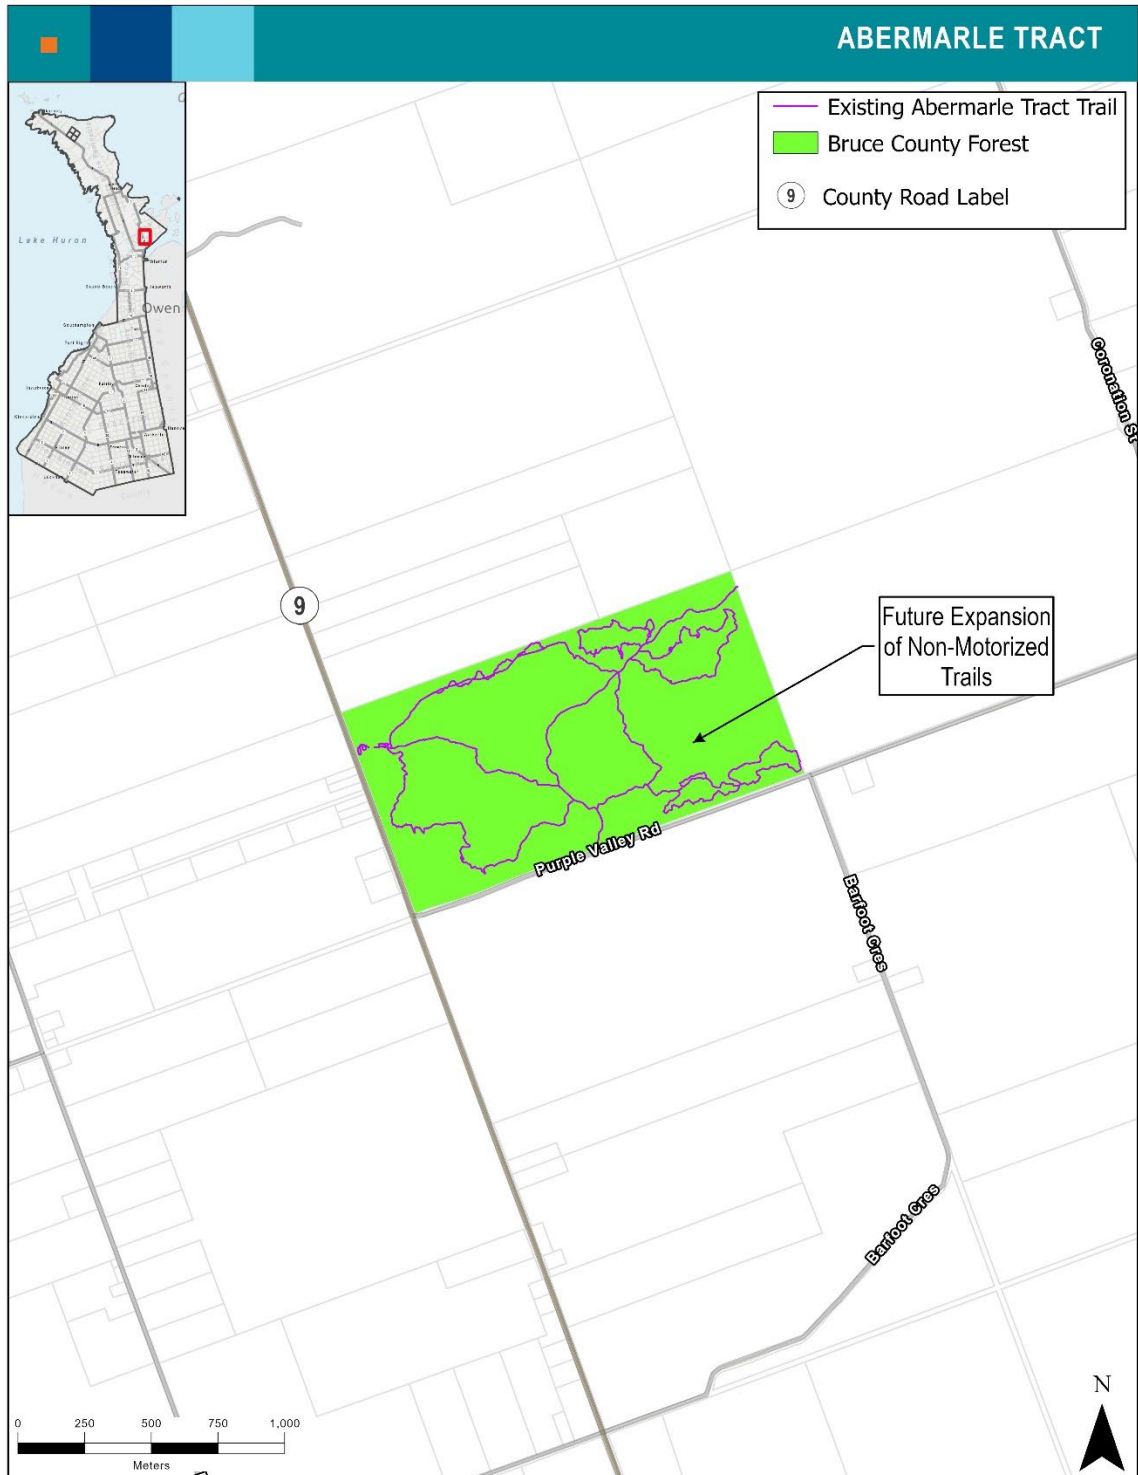 ABERMARLE TRACT
Existing Abermarle Tract Trail
Bruce County Forest
9 County Road Label
Lake Huron
Owen
Coronation St
9
Future Expansion
of Non-Motorized
Trails
Purple Valley Rd
Barfoot Cres
Barfoot Cres
N
0 250 500 750 1,000
Meters